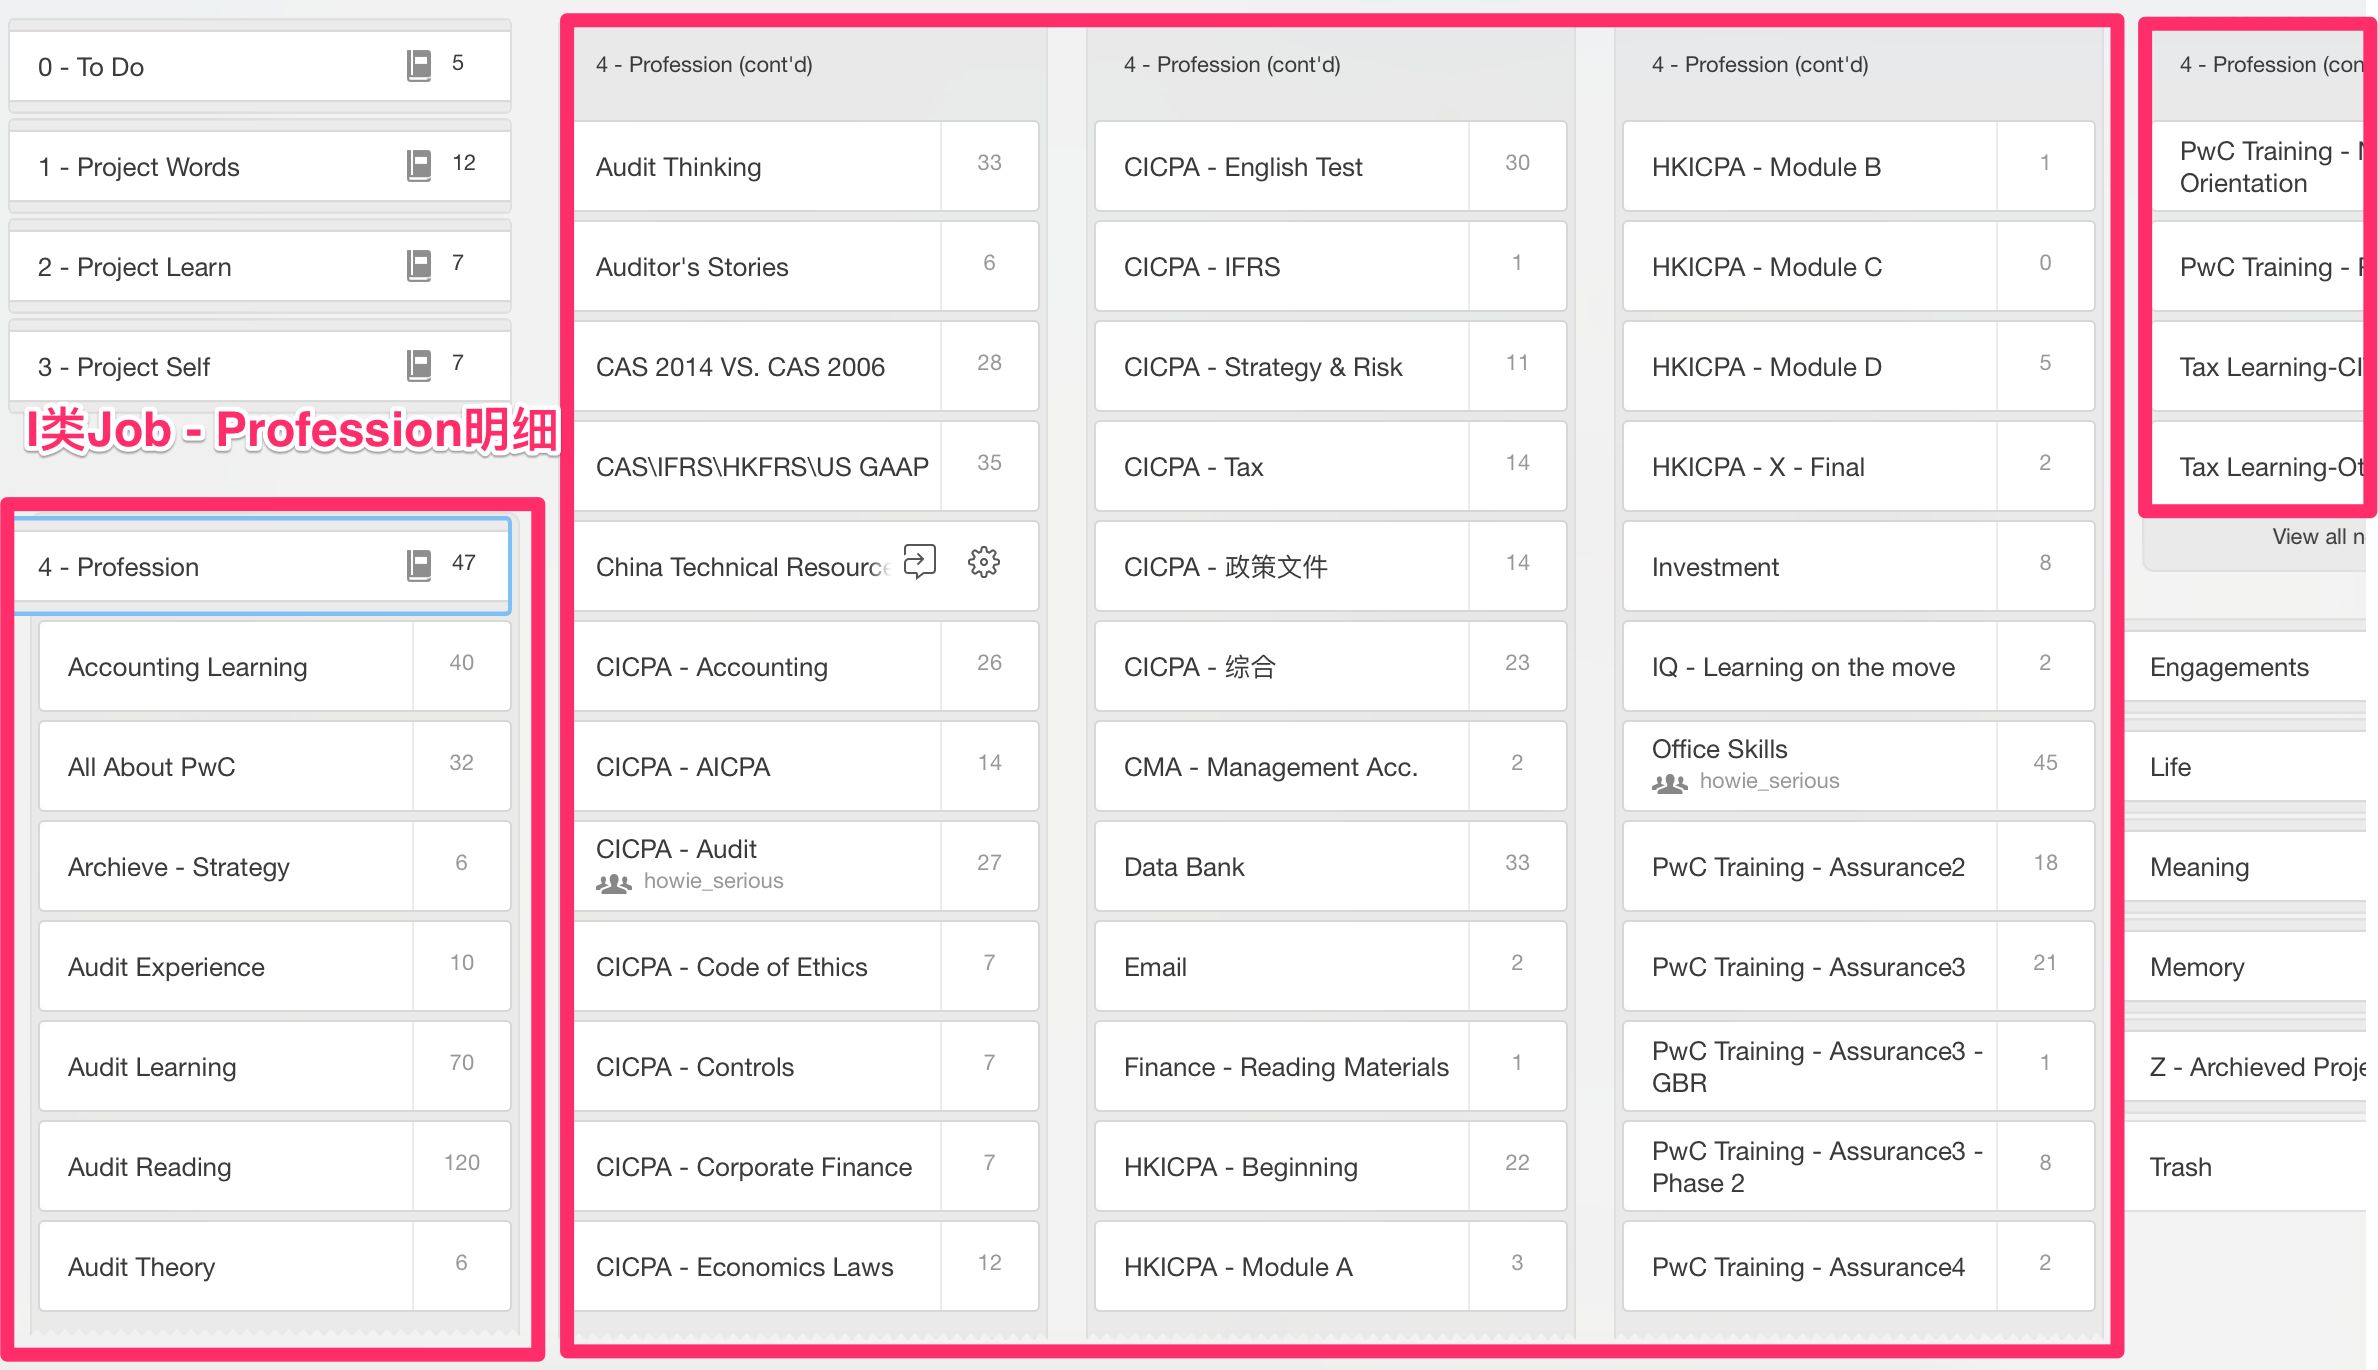 0 - To Do 5
1 - Project Words 12
2 - Project Learn 7
3 - Project Self 7
I类Job - Profession明细
4 - Profession 47
Accounting Learning 40
All About PwC 32
Archieve - Strategy 6
Audit Experience 10
Audit Learning 70
Audit Reading 120
Audit Theory 6
4 - Profession (cont'd)
Audit Thinking 33
Auditor's Stories 6
CAS 2014 VS. CAS 2006 28
CAS\IFRS\HKFRS\US GAAP 35
China Technical Resource
CICPA - Accounting 26
CICPA - AICPA 14
CICPA - Audit 27
howie_serious
CICPA - Code of Ethics 7
CICPA - Controls 7
CICPA - Corporate Finance 7
CICPA - Economics Laws 12
4 - Profession (cont'd)
CICPA - English Test 30
CICPA - IFRS 1
CICPA - Strategy & Risk 11
CICPA - Tax 14
CICPA - 政策文件 14
CICPA - 综合 23
CMA - Management Acc. 2
Data Bank 33
Email 2
Finance - Reading Materials 1
HKICPA - Beginning 22
HKICPA - Module A 3
4 - Profession (cont'd)
HKICPA - Module B 1
HKICPA - Module C 0
HKICPA - Module D 5
HKICPA - X - Final 2
Investment 8
IQ - Learning on the move 2
Office Skills 45
howie_serious
PwC Training - Assurance2 18
PwC Training - Assurance3 21
PwC Training - Assurance3 -
GBR 1
PwC Training - Assurance3 -
Phase 2 8
PwC Training - Assurance4 2
4 - Profession (con
PwC Training -
Orientation
PwC Training -
Tax Learning-CI
Tax Learning-Ot
View all n
Engagements
Life
Meaning
Memory
Z - Archieved Proje
Trash